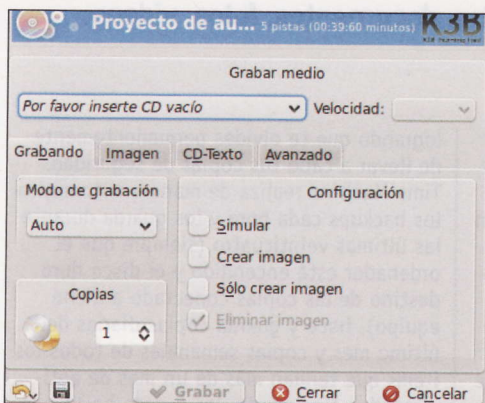 Proyecto de au... 5 pistas (00:39:60 minutos) K3B
Grabar medio
Por favor inserte CD vacío Velocidad:
Grabando Imagen CD-Texto Avanzado
Modo de grabación
Auto
Configuración
Simular
Crear imagen
Sólo crear imagen
Eliminar imagen
Copias
1
Grabar Cerrar Cancelar